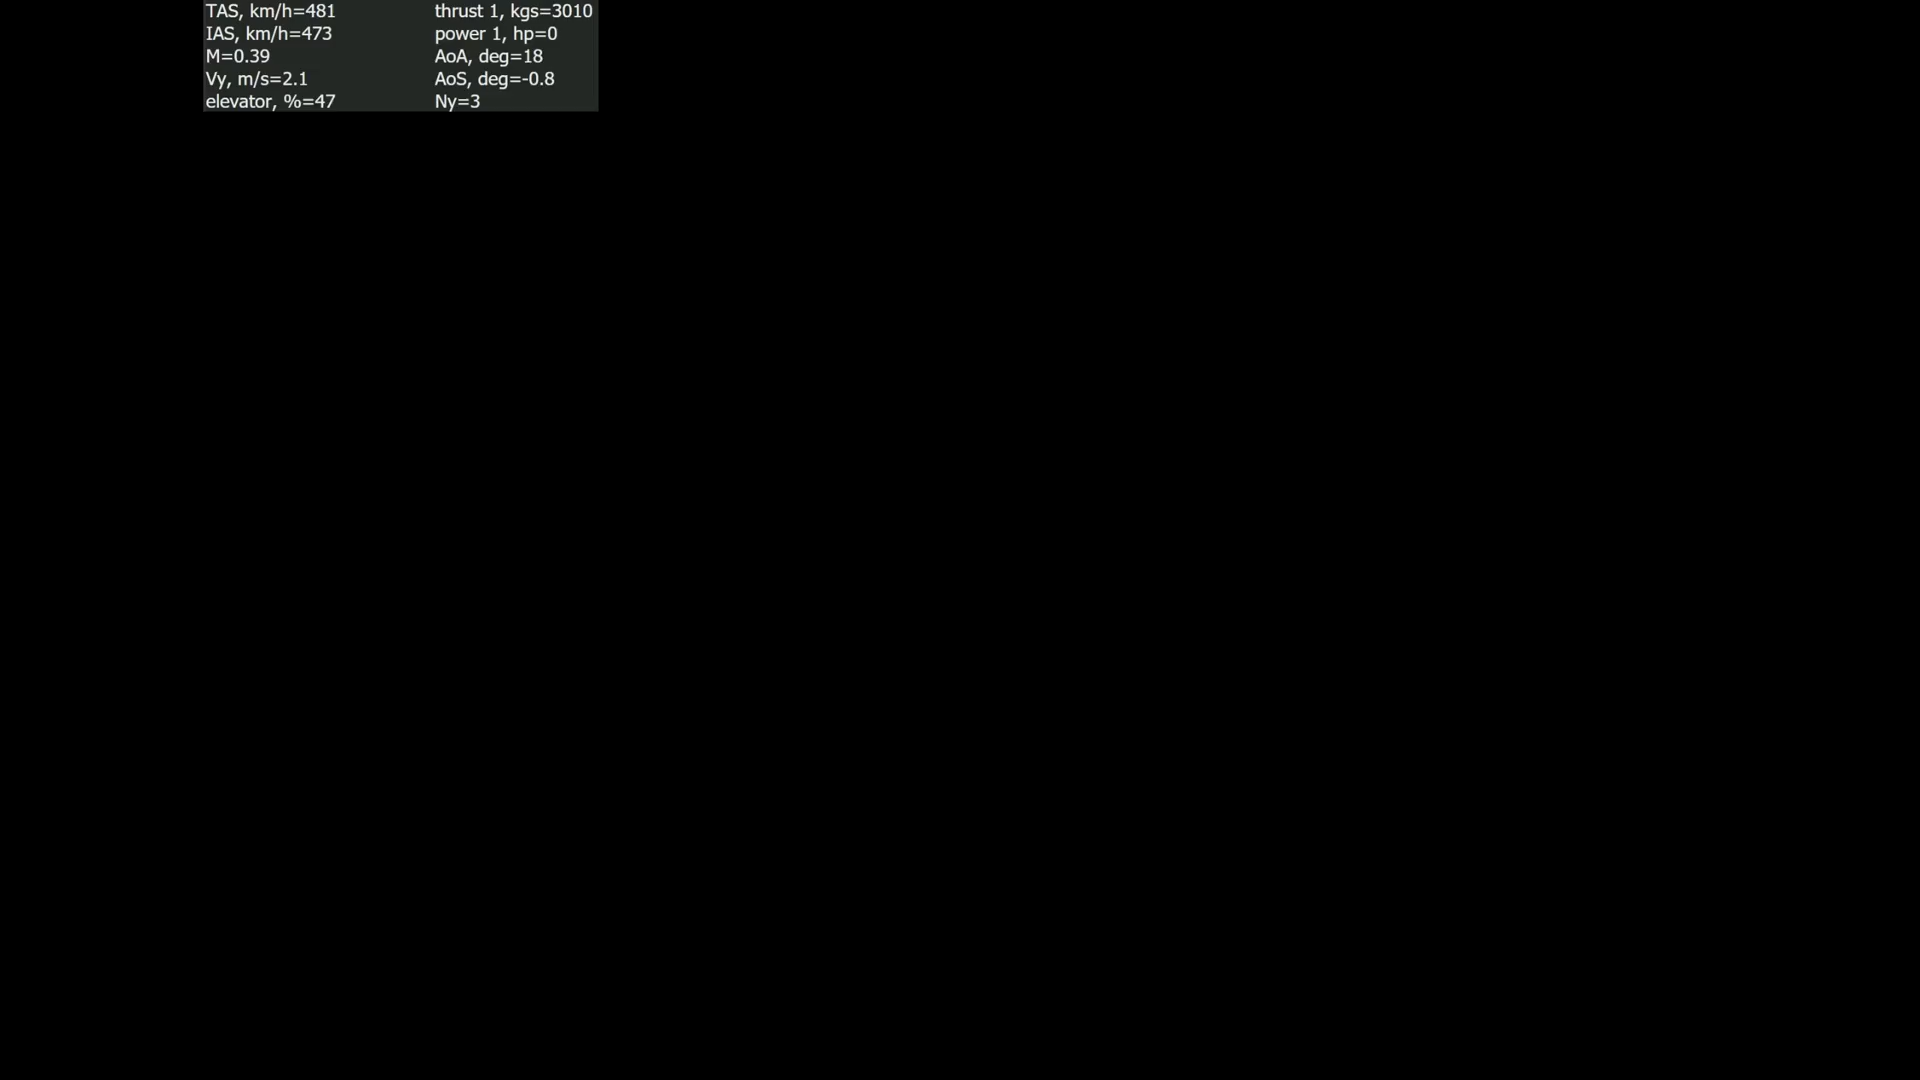 TAS, km/h=481
IAS, km/h=473
M=0.39
Vy, m/s=2.1
elevator, %=47
thrust 1, kgs=3010
power 1, hp=0
AoA, deg=18
AoS, deg=-0.8
Ny=3